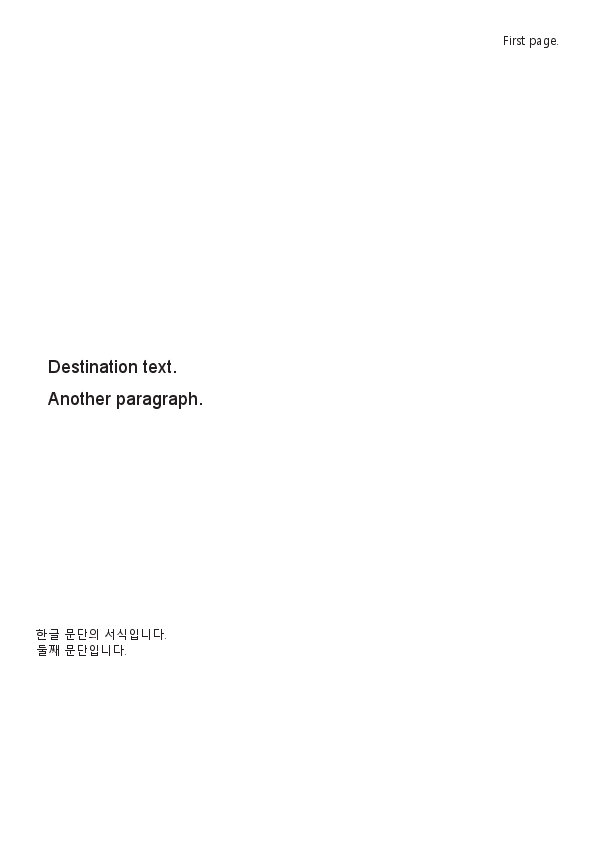 First page.
Destination text.
Another paragraph.
한글 문단의 서식입니다.
둘째 문단입니다.